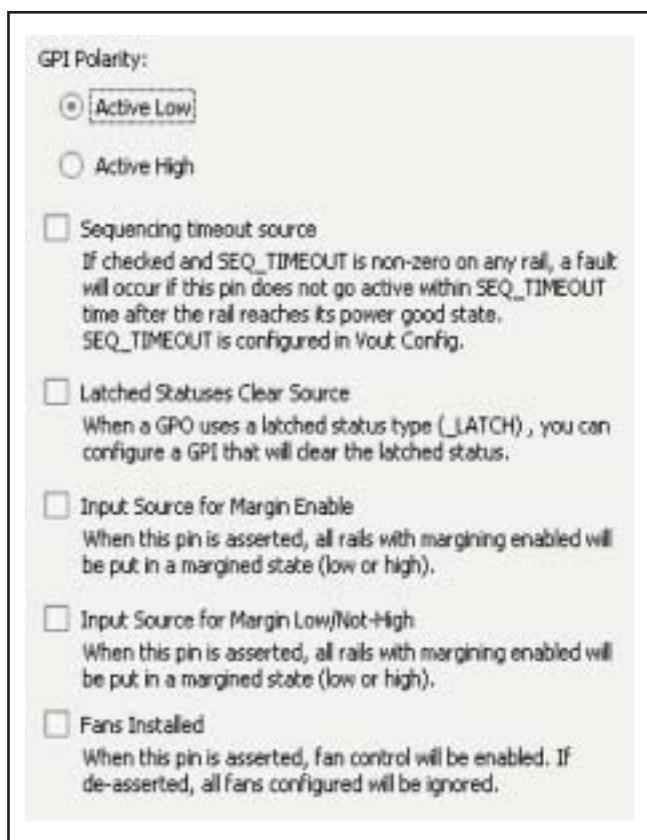 GPI Polarity:
Active Low
Active High
Sequencing timeout source
If checked and SEQ_TIMEOUT is non-zero on any rail, a fault
will occur if this pin does not go active within SEQ_TIMEOUT
time after the rail reaches its power good state.
SEQ_TIMEOUT is configured in Vout Config.
Latched Statuses Clear Source
When a GPO uses a latched status type (_LATCH) , you can
configure a GPI that will clear the latched status.
Input Source for Margin Enable
When this pin is asserted, all rails with margining enabled will
be put in a margined state (low or high).
Input Source for Margin Low/Not-High
When this pin is asserted, all rails with margining enabled will
be put in a margined state (low or high).
Fans Installed
When this pin is asserted, fan control will be enabled. If
de-asserted, all fans configured will be ignored.